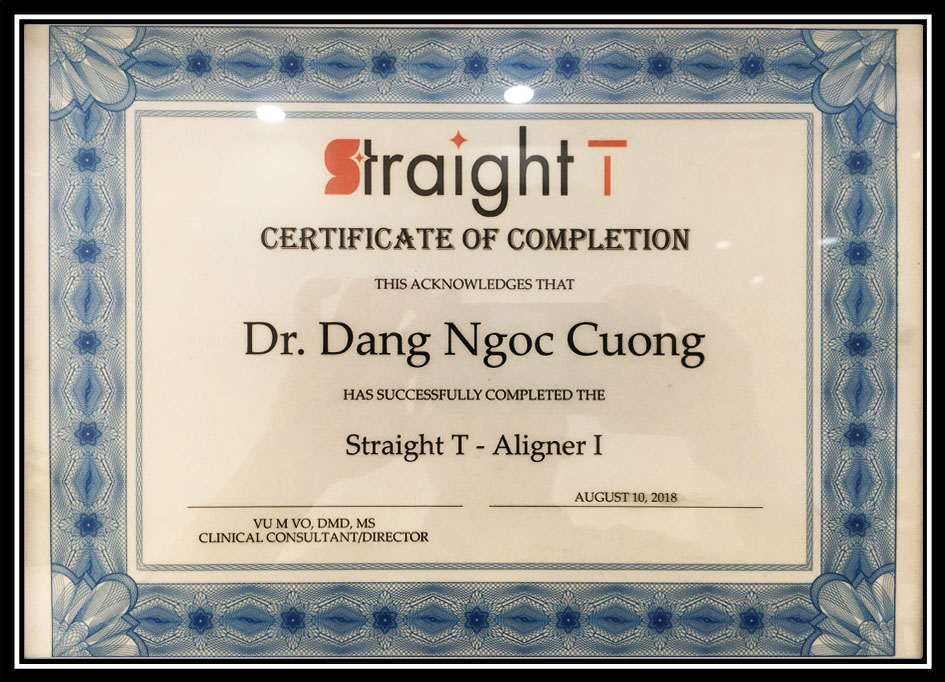 Straight T
CERTIFICATE OF COMPLETION
THIS ACKNOWLEDGES THAT
Dr. Dang Ngoc Cuong
HAS SUCCESSFULLY COMPLETED THE
Straight T - Aligner I
AUGUST 10, 2018
VU M VO, DMD, MS
CLINICAL CONSULTANT/DIRECTOR